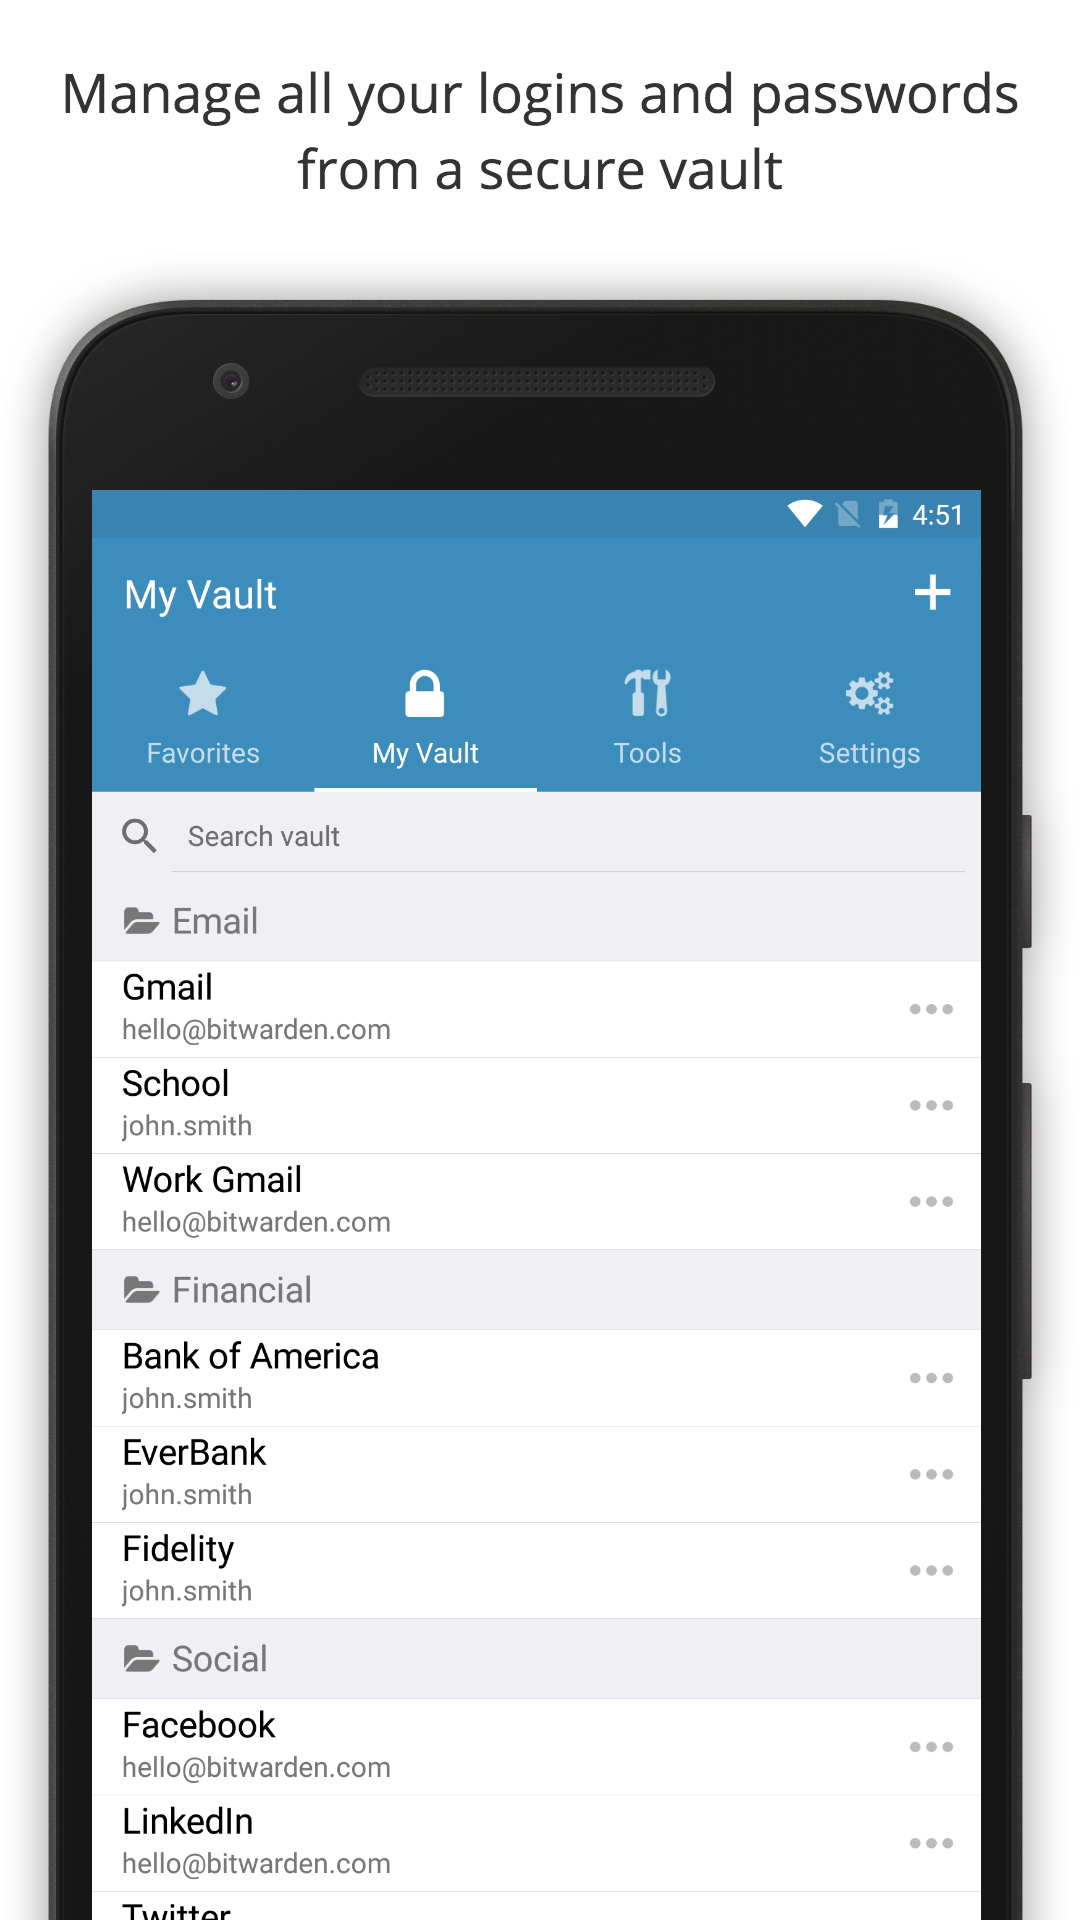 Manage all your logins and passwords
from a secure vault
4:51
My Vault
Favorites
My Vault
Tools
Settings
Search vault
Email
Gmail
hello@bitwarden.com
School
john.smith
Work Gmail
hello@bitwarden.com
Financial
Bank of America
john.smith
EverBank
john.smith
Fidelity
john.smith
Social
Facebook
hello@bitwarden.com
LinkedIn
hello@bitwarden.com
Twitter